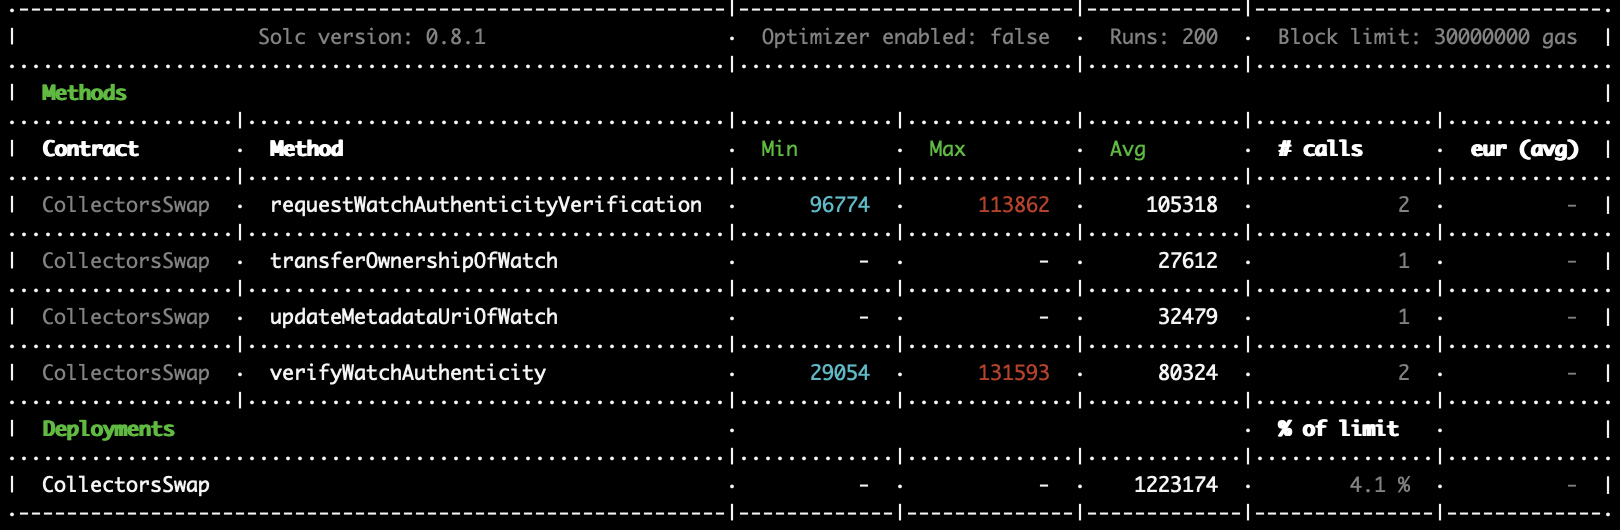 Solc version: 0.8.1 · Optimizer enabled: false · Runs: 200 · Block limit: 30000000 gas
Methods
Contract · Method · Min · Max · Avg · # calls · eur (avg)
CollectorsSwap · requestWatchAuthenticityVerification · 96774 · 113862 · 105318 · 2 · -
CollectorsSwap · transferOwnershipOfWatch · - · - · 27612 · 1 · -
CollectorsSwap · updateMetadataUriOfWatch · - · - · 32479 · 1 · -
CollectorsSwap · verifyWatchAuthenticity · 29054 · 131593 · 80324 · 2 · -
Deployments · · % of limit ·
CollectorsSwap · - · - · 1223174 · 4.1 % · -